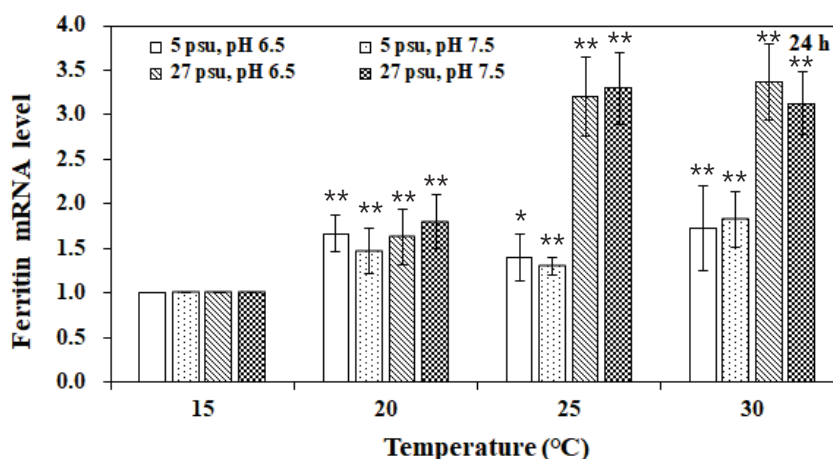 4.0
3.5
3.0
2.5
2.0
1.5
1.0
0.5
0.0
Ferritin mRNA level
5 psu, pH 6.5
5 psu, pH 7.5
27 psu, pH 6.5
27 psu, pH 7.5
24 h
** ** ** **
* ** ** **
** ** ** **
15 20 25 30
Temperature (°C)